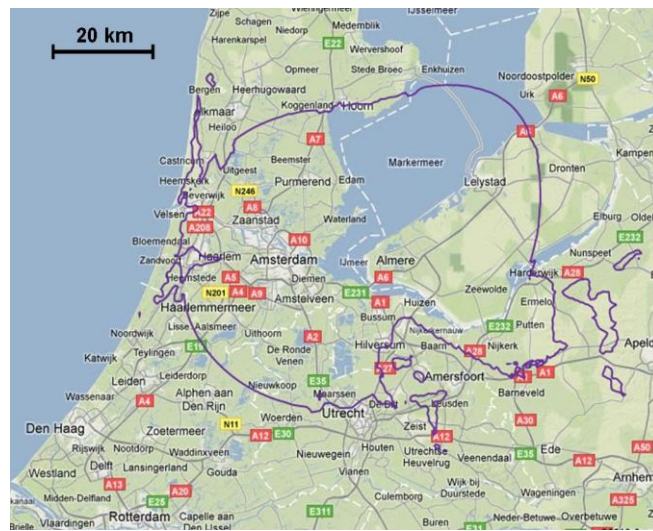 Zijpe
Wieringermeer
IJsselmeer
Schagen
Niedorp
Medemblik
20 km
Harenkarspel
E22
Wervershoof
Opmeer
Stede Broec
Enkhuizen
Noordoostpolder
N50
Bergen
Heerhugowaard
Urk
A6
Koggenland
Hoorn
Alkmaar
Heiloo
A7
A6
Kampen
Castricum
Uitgeest
Beemster
Markermeer
Dronten
Heemskerk
N246
Purmerend
Edam
Lelystad
Beverwijk
Velsen
A22
A8
Zaanstad
Waterland
Elburg
Olde
A208
E232
Bloemendaal
A10
Nunspeet
Zandvoort
Haarlem
Amsterdam
IJmeer
Almere
Harderwijk
A28
Heemstede
A5
Diemen
A6
N201
A4
A9
Amstelveen
E231
A1
Zeewolde
Ermelo
Haarlemmermeer
Huizen
Bussum
E232
Putten
Noordwijk
Lisse
Aalsmeer
Uithoorn
A2
Nijkerkernauw
Hilversum
Baarn
A28
Nijkerk
Apeld
Katwijk
Teylingen
De Ronde
Venen
Leiden
Leiderdorp
A27
A1
A1
Wassenaar
Nieuwkoop
E35
Amersfoort
Barneveld
A4
Alphen aan
Den Rijn
Maarssen
De Bilt
Leusden
N11
Woerden
Utrecht
A30
Den Haag
Zoetermeer
A12
E30
Zeist
A12
Rijswijk
Nootdorp
Waddinxveen
Nieuwegein
Houten
Utrechtse
Heuvelrug
Veenendaal
E35
Ede
A50
Westland
Delft
Lansingerland
Gouda
Vianen
A12
Arnhem
A13
A20
Wijk bij
Duurstede
Wageningen
Midden-Delfland
E25
Culemborg
A325
Rotterdam
Capelle aan
Den IJssel
E311
Neder-Betuwe
Overbetuwe
Brielle
Vlaardingen
Buren
E31